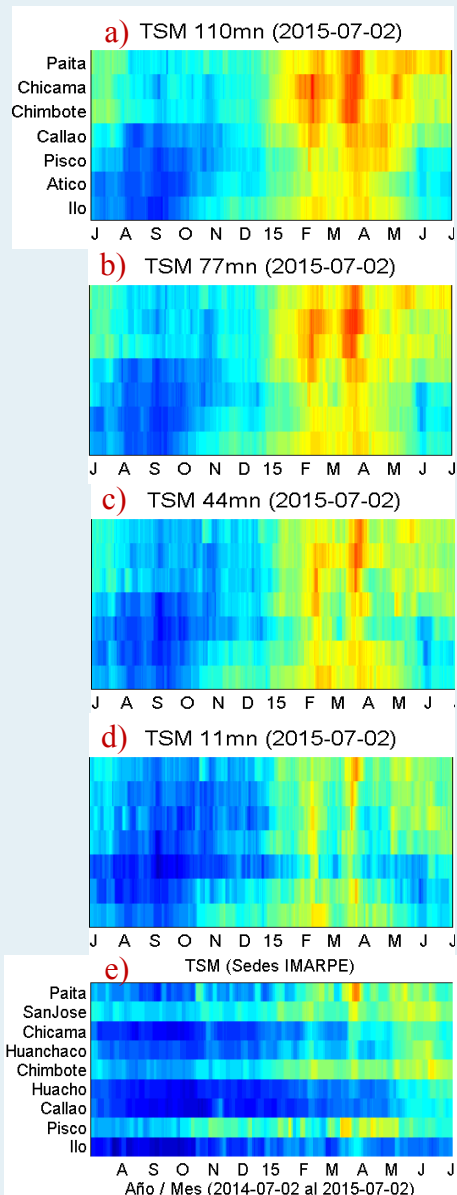 a) TSM 110mn (2015-07-02)
Paita
Chicama
Chimbote
Callao
Pisco
Atico
Ilo
J A S O N D 15 F M A M J J
b) TSM 77mn (2015-07-02)
J A S O N D 15 F M A M J J
c) TSM 44mn (2015-07-02)
J A S O N D 15 F M A M J J
d) TSM 11mn (2015-07-02)
J A S O N D 15 F M A M J J
e) TSM (Sedes IMARPE)
Paita
SanJose
Chicama
Huanchaco
Chimbote
Huacho
Callao
Pisco
Ilo
A S O N D 15 F M A M J J
Año / Mes (2014-07-02 al 2015-07-02)